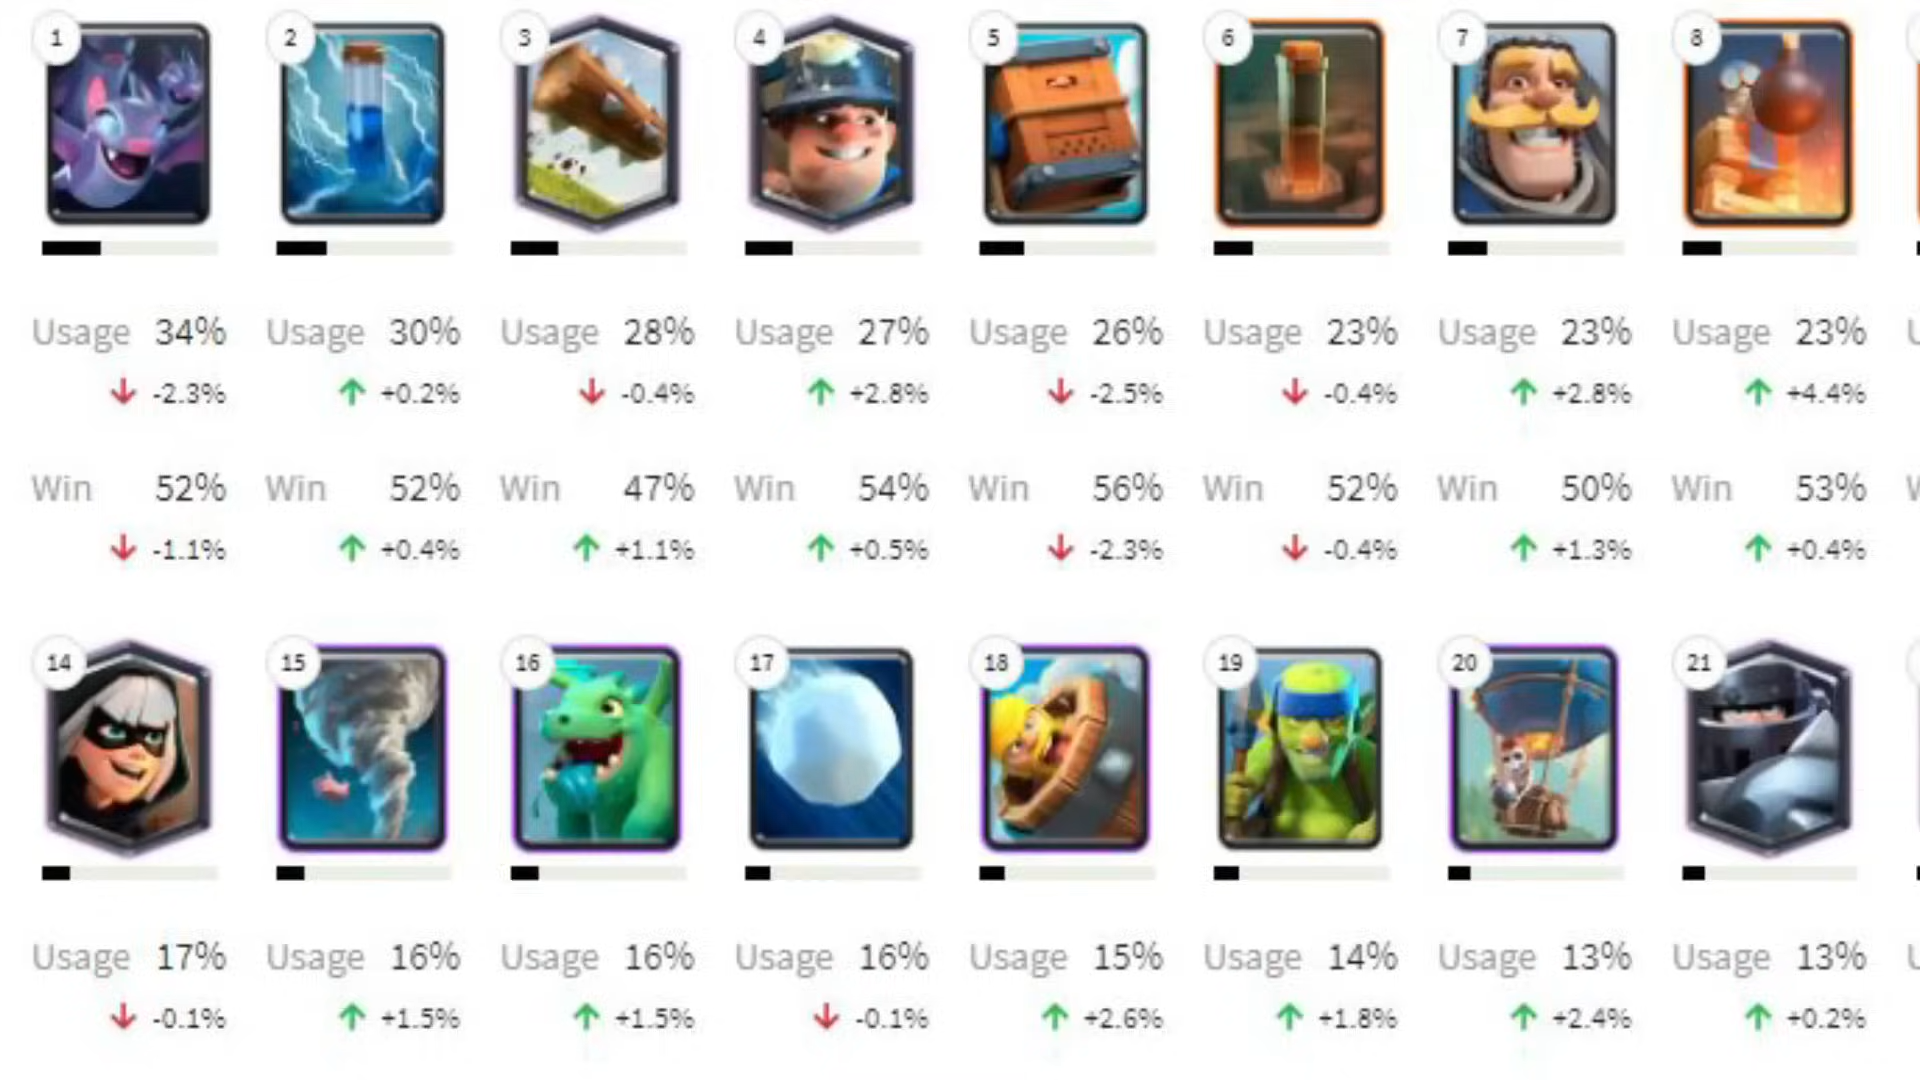 1 2 3 4 5 6 7 8
Usage 34% Usage 30% Usage 28% Usage 27% Usage 26% Usage 23% Usage 23% Usage 23%
-2.3% +0.2% -0.4% +2.8% -2.5% -0.4% +2.8% +4.4%
Win 52% Win 52% Win 47% Win 54% Win 56% Win 52% Win 50% Win 53%
-1.1% +0.4% +1.1% +0.5% -2.3% -0.4% +1.3% +0.4%
14 15 16 17 18 19 20 21
Usage 17% Usage 16% Usage 16% Usage 16% Usage 15% Usage 14% Usage 13% Usage 13%
-0.1% +1.5% +1.5% -0.1% +2.6% +1.8% +2.4% +0.2%